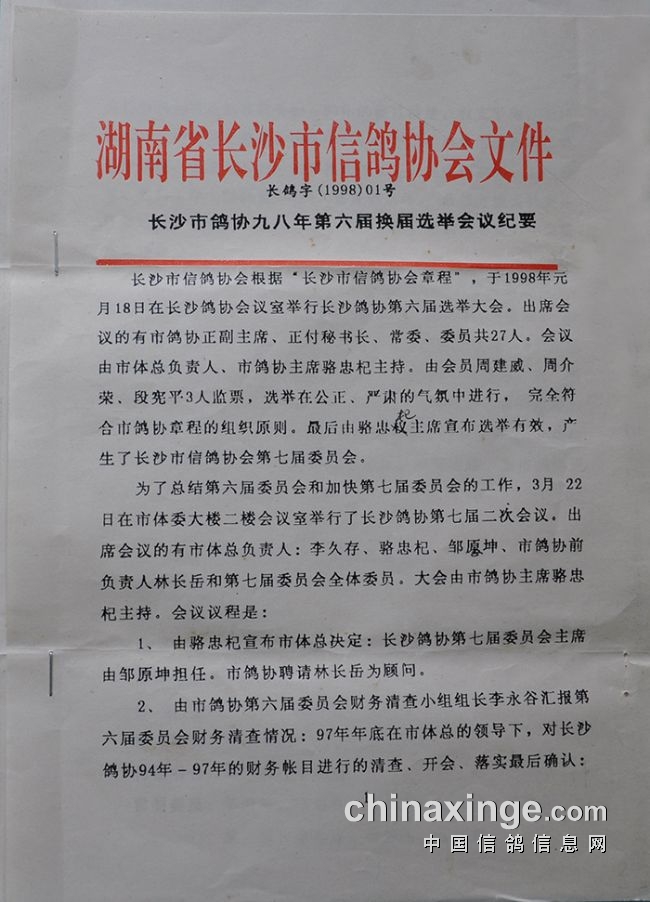 湖南省长沙市信鸽协会文件
长鸽字(1998)01号
长沙市鸽协九八年第六届换届选举会议纪要
长沙市信鸽协会根据“长沙市信鸽协会章程”,于1998年元
月18日在长沙鸽协会议室举行长沙鸽协第六届选举大会。出席会
议的有市鸽协正副主席、正付秘书长、常委、委员共27人。会议
由市体总负责人、市鸽协主席骆忠杞主持。由会员周建威、周介
荣、段宪平3人监票,选举在公正、严肃的气氛中进行, 完全符
合市鸽协章程的组织原则。最后由骆忠杞主席宣布选举有效,产
生了长沙市信鸽协会第七届委员会。
为了总结第六届委员会和加快第七届委员会的工作,3月 22
日在市体委大楼二楼会议室举行了长沙鸽协第七届二次会议。出
席会议的有市体总负责人:李久存、骆忠杞、邹原坤、市鸽协前
负责人林长岳和第七届委员会全体委员。大会由市鸽协主席骆忠
杞主持。会议议程是:
1、 由骆忠杞宣布市体总决定:长沙鸽协第七届委员会主席
由邹原坤担任。市鸽协聘请林长岳为顾问。
2、 由市鸽协第六届委员会财务清查小组组长李永谷汇报第
六届委员会财务清查情况:97年年底在市体总的领导下,对长沙
鸽协94年-97年的财务帐目进行的清查、开会、落实最后确认:
1
chinaxinge.com
中国信鸽信息网